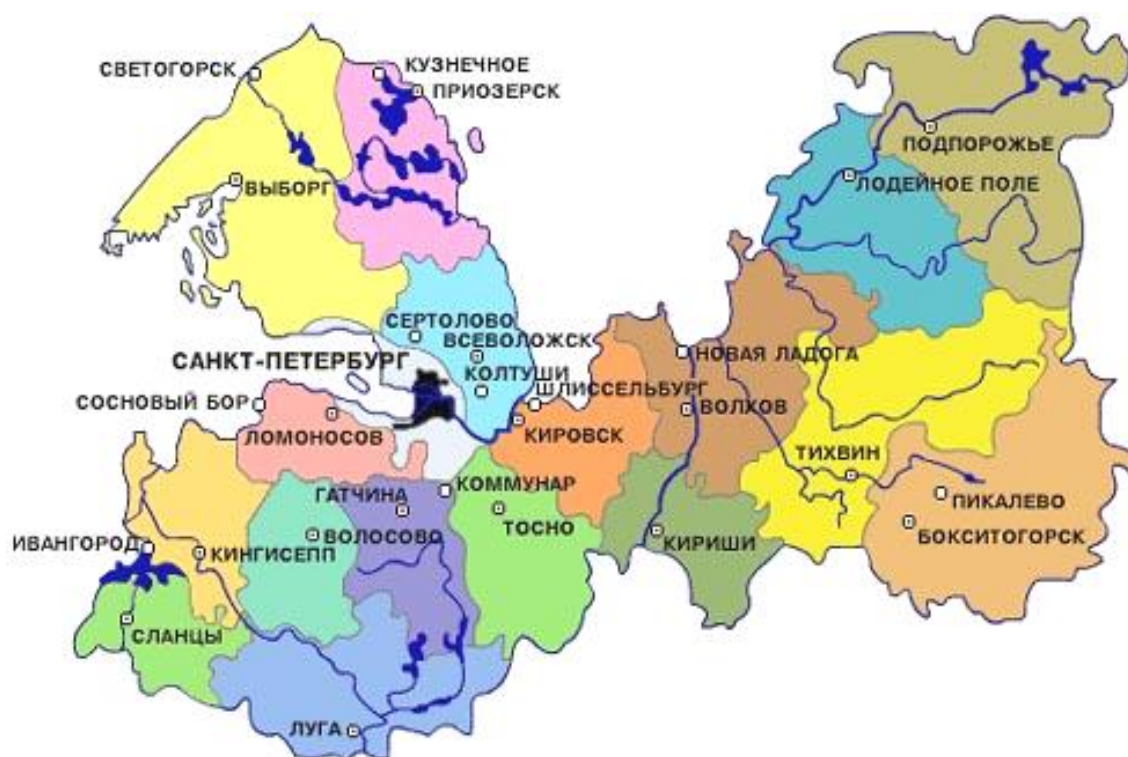 СВЕТОГОРСК
КУЗНЕЧНОЕ
ПРИОЗЕРСК
ПОДПОРОЖЬЕ
ВЫБОРГ
ЛОДЕЙНОЕ ПОЛЕ
СЕРТОЛОВО
ВСЕВОЛОЖСК
НОВАЯ ЛАДОГА
САНКТ-ПЕТЕРБУРГ
КОЛТУШИ
ШЛИССЕЛЬБУРГ
СОСНОВЫЙ БОР
ВОЛХОВ
ЛОМОНОСОВ
КИРОВСК
ТИХВИН
КОММУНАР
ГАТЧИНА
ПИКАЛЕВО
ТОСНО
ИВАНГОРОД
КИНГИСЕПП
ВОЛОСОВО
КИРИШИ
БОКСИТОГОРСК
СЛАНЦЫ
ЛУГА